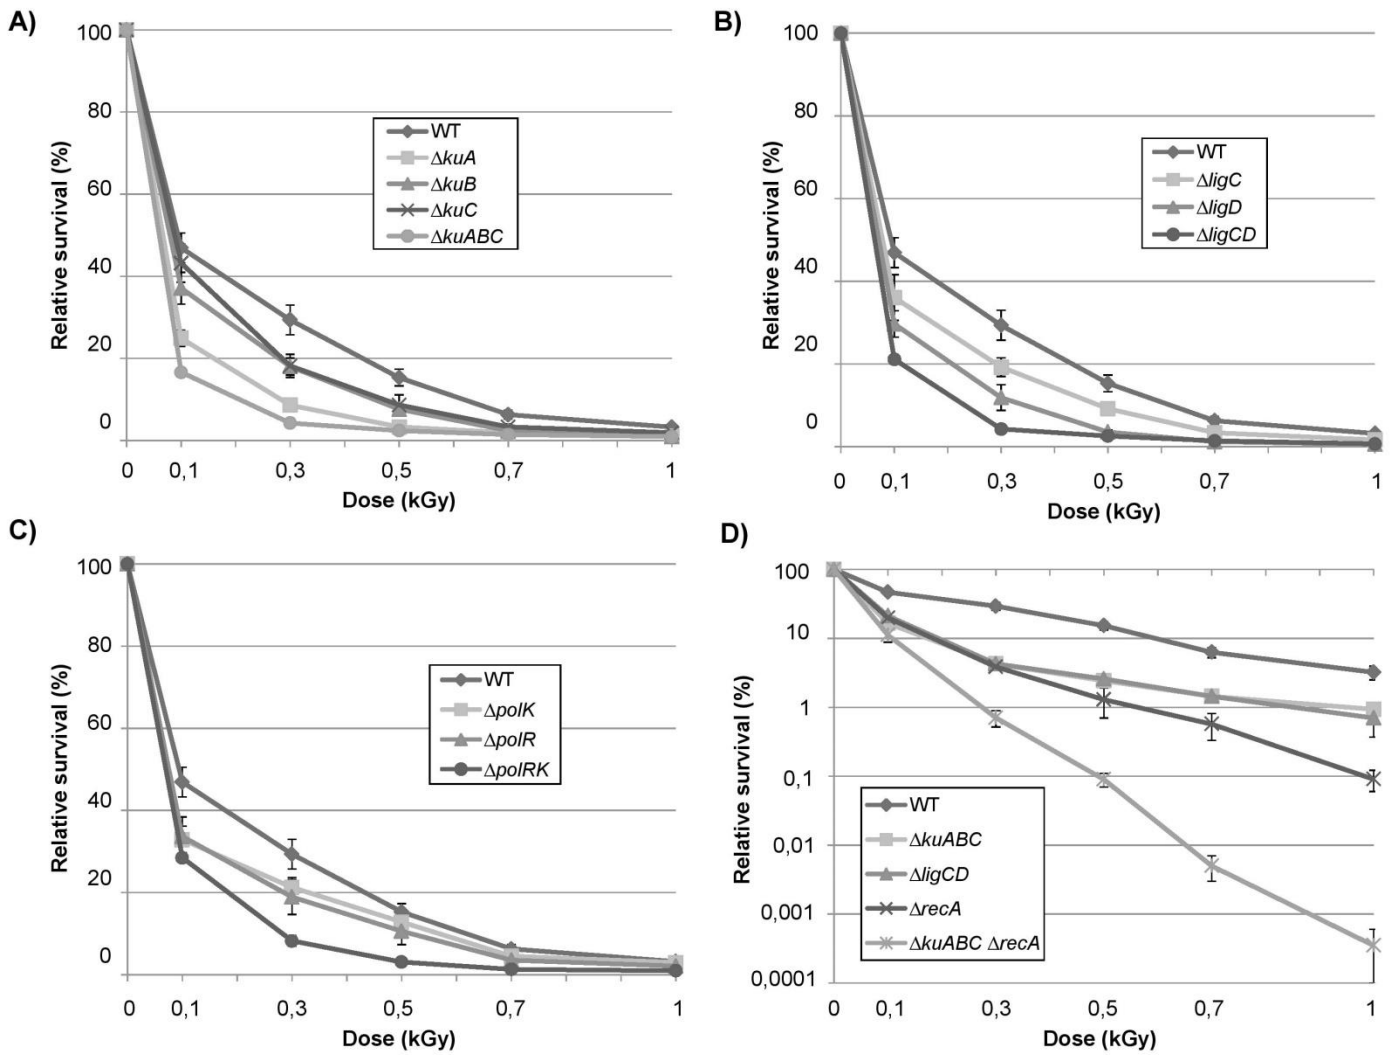 A)
100
80
60
40
20
0
Relative survival (%)
WT
ΔkuA
ΔkuB
ΔkuC
ΔkuABC
0 0,1 0,3 0,5 0,7 1
Dose (kGy)
B)
100
80
60
40
20
0
Relative survival (%)
WT
ΔligC
ΔligD
ΔligCD
0 0,1 0,3 0,5 0,7 1
Dose (kGy)
C)
100
80
60
40
20
0
Relative survival (%)
WT
ΔpolK
ΔpolR
ΔpolRK
0 0,1 0,3 0,5 0,7 1
Dose (kGy)
D)
100
10
1
0,1
0,01
0,001
0,0001
Relative survival (%)
WT
ΔkuABC
ΔligCD
ΔrecA
ΔkuABC ΔrecA
0 0,1 0,3 0,5 0,7 1
Dose (kGy)